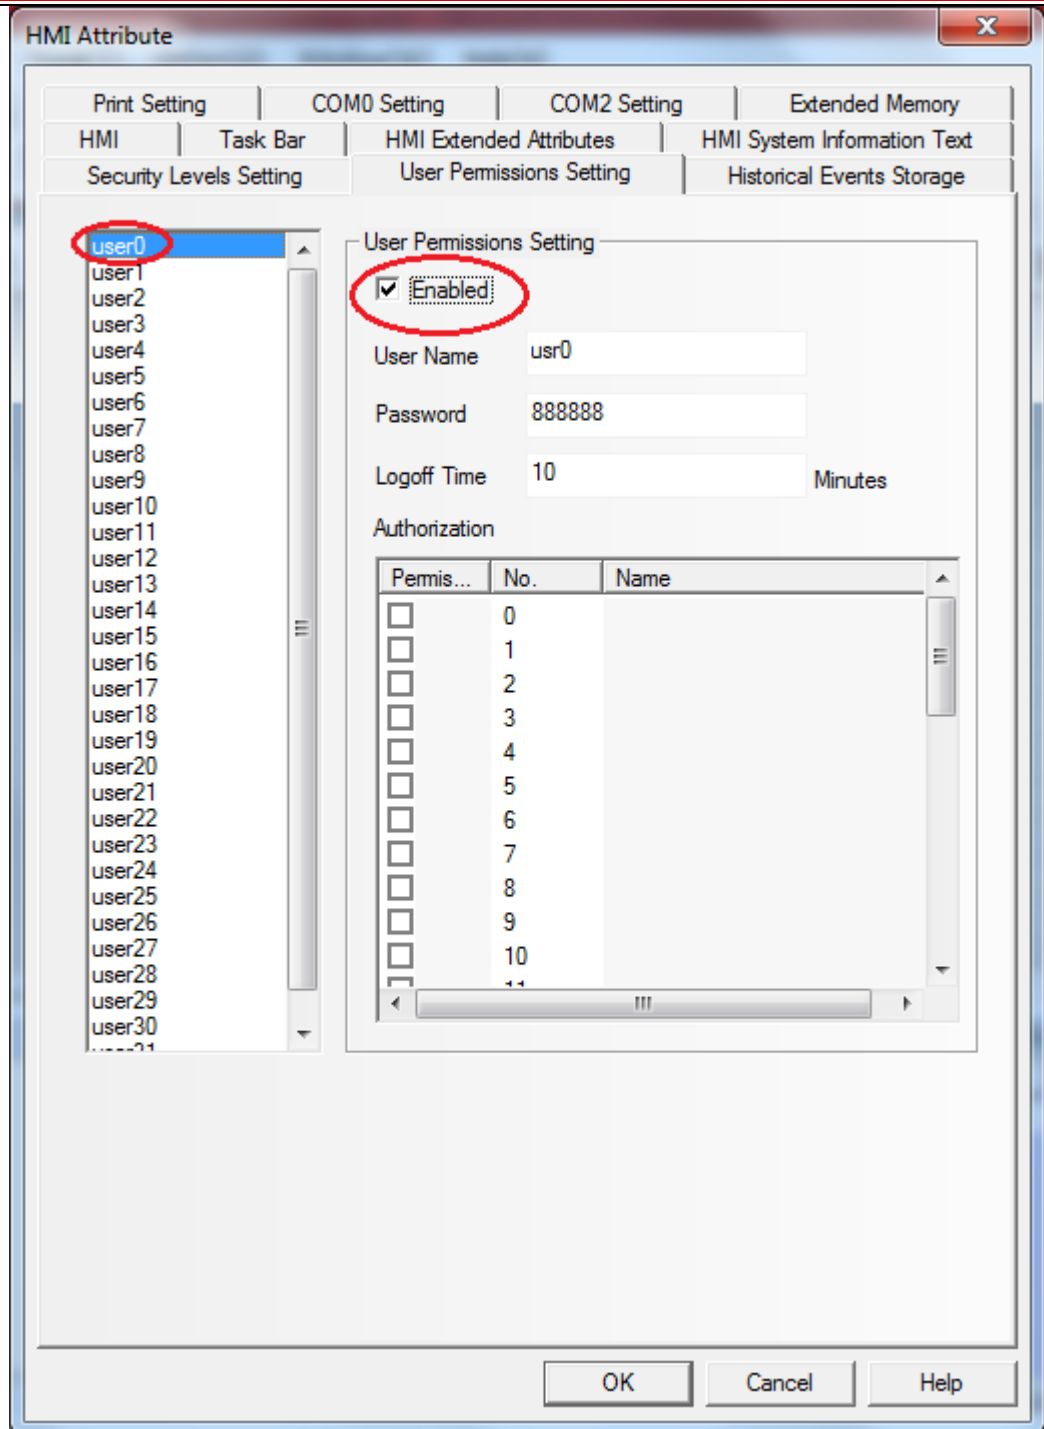 HMI Attribute
Print Setting COM0 Setting COM2 Setting Extended Memory
HMI Task Bar HMI Extended Attributes HMI System Information Text
Security Levels Setting User Permissions Setting Historical Events Storage
user0
user1
user2
user3
user4
user5
user6
user7
user8
user9
user10
user11
user12
user13
user14
user15
user16
user17
user18
user19
user20
user21
user22
user23
user24
user25
user26
user27
user28
user29
user30
user31
User Permissions Setting
Enabled
User Name usr0
Password 888888
Logoff Time 10 Minutes
Authorization
Permis... No. Name
0
1
2
3
4
5
6
7
8
9
10
11
OK Cancel Help